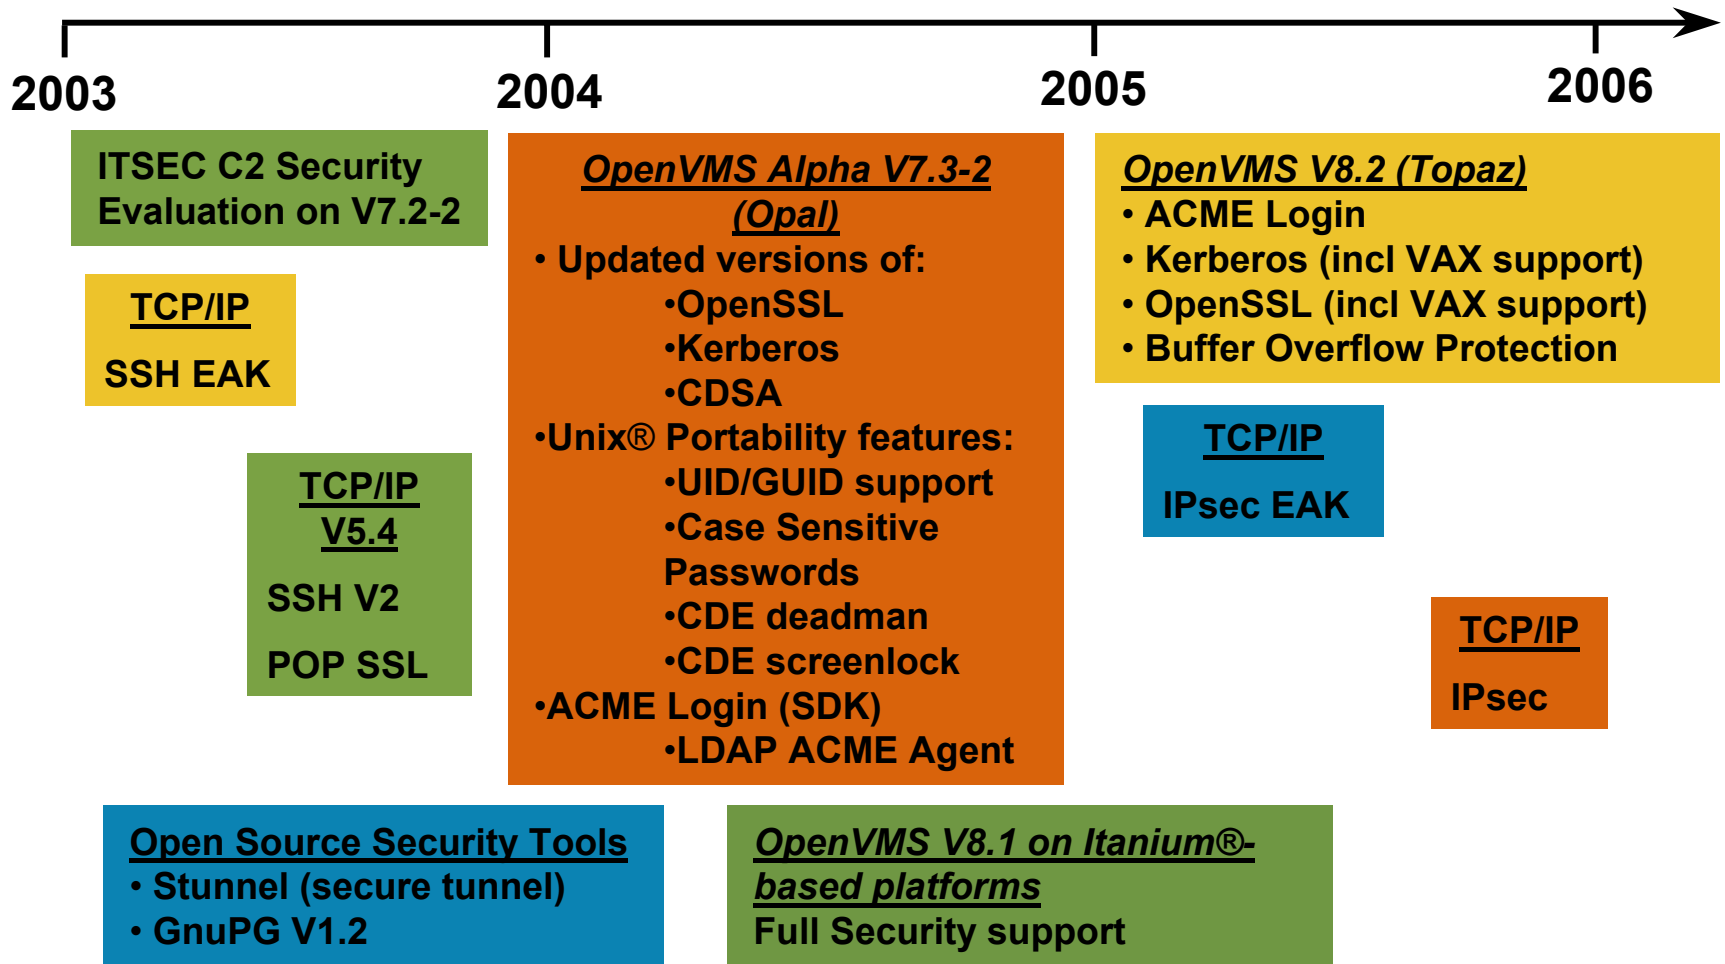 2003
2004
2005
2006
ITSEC C2 Security
Evaluation on V7.2-2
TCP/IP
SSH EAK
TCP/IP
V5.4
SSH V2
POP SSL
Open Source Security Tools
• Stunnel (secure tunnel)
• GnuPG V1.2
OpenVMS Alpha V7.3-2
(Opal)
• Updated versions of:
•OpenSSL
•Kerberos
•CDSA
•Unix® Portability features:
•UID/GUID support
•Case Sensitive
Passwords
•CDE deadman
•CDE screenlock
•ACME Login (SDK)
•LDAP ACME Agent
OpenVMS V8.1 on Itanium®-
based platforms
Full Security support
OpenVMS V8.2 (Topaz)
• ACME Login
• Kerberos (incl VAX support)
• OpenSSL (incl VAX support)
• Buffer Overflow Protection
TCP/IP
IPsec EAK
TCP/IP
IPsec